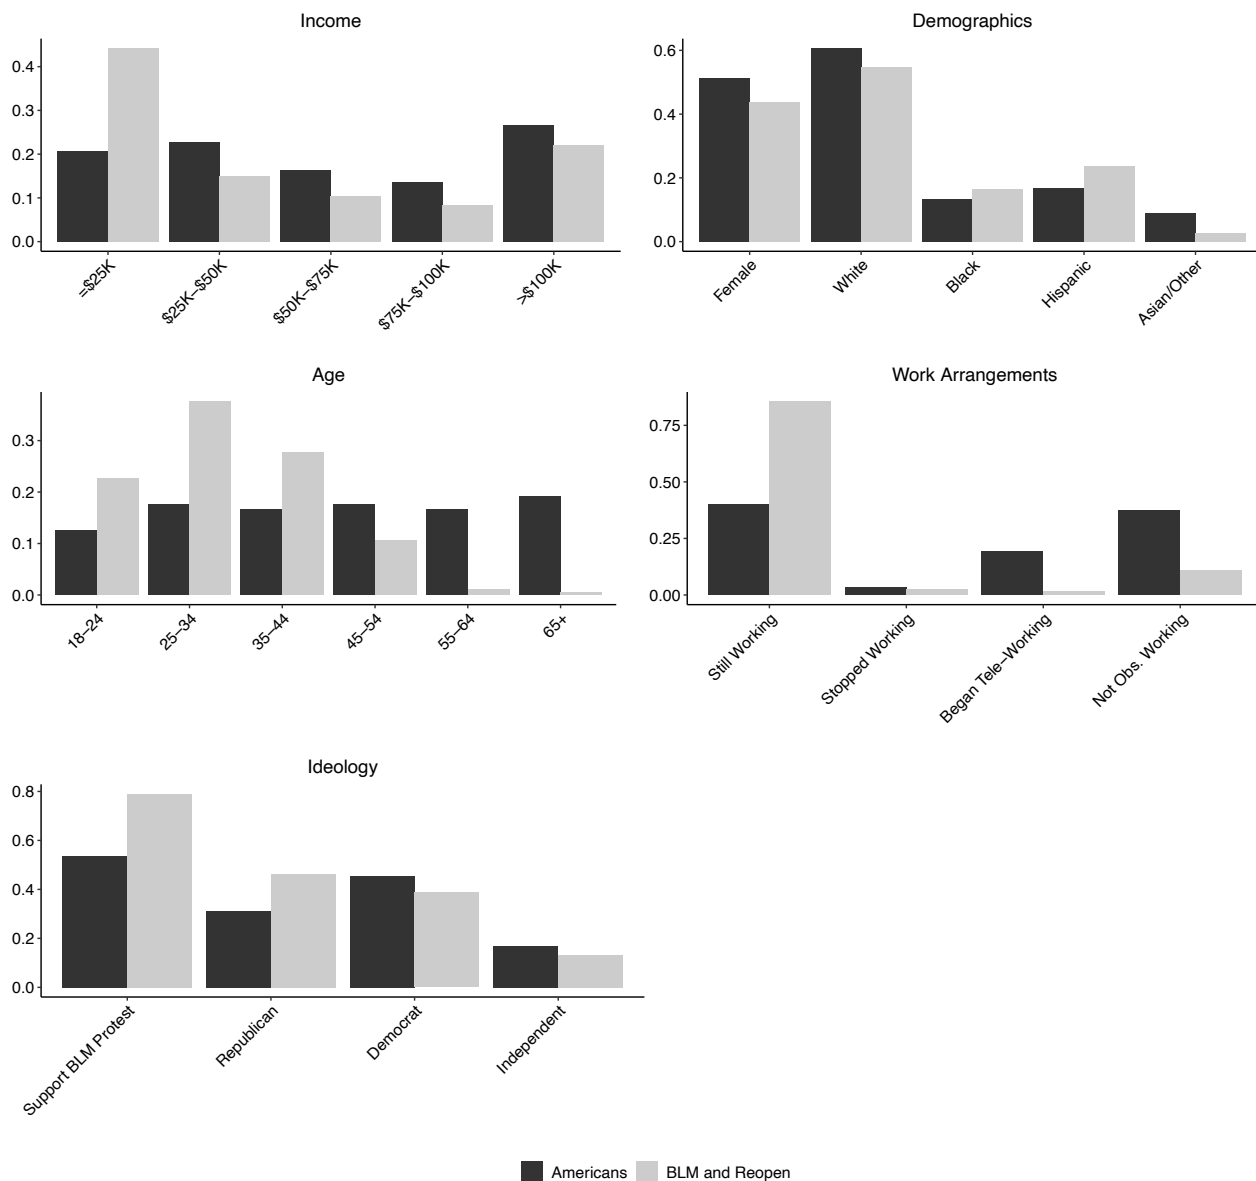 Income
0.4
0.3
0.2
0.1
0.0
=$25K
$25K–$50K
$50K–$75K
$75K–$100K
>$100K
Demographics
0.6
0.4
0.2
0.0
Female
White
Black
Hispanic
Asian/Other
Age
0.3
0.2
0.1
0.0
18–24
25–34
35–44
45–54
55–64
65+
Work Arrangements
0.75
0.50
0.25
0.00
Still Working
Stopped Working
Began Tele–Working
Not Obs. Working
Ideology
0.8
0.6
0.4
0.2
0.0
Support BLM Protest
Republican
Democrat
Independent
Americans
BLM and Reopen